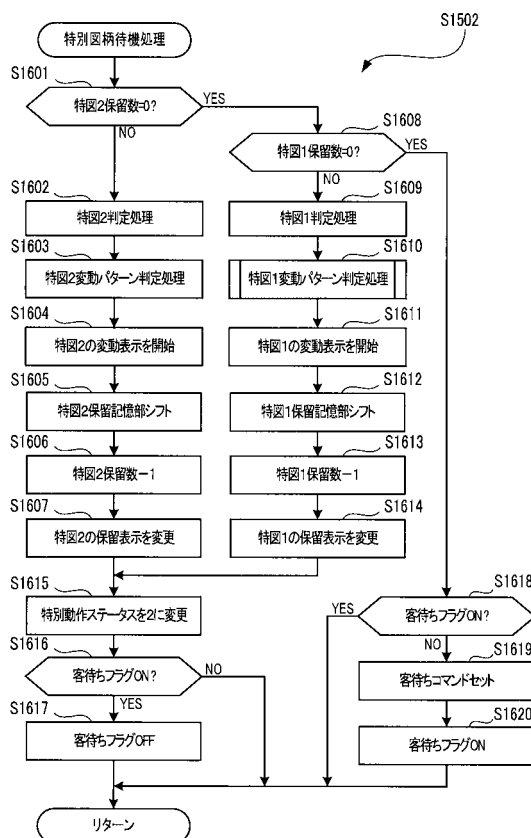 S1502
特別図柄待機処理
S1601
特図2保留数=0?
YES
NO
S1608
特図1保留数=0?
YES
NO
S1602
特図2判定処理
S1609
特図1判定処理
S1603
特図2変動パターン判定処理
S1610
特図1変動パターン判定処理
S1604
特図2の変動表示を開始
S1611
特図1の変動表示を開始
S1605
特図2保留記憶部シフト
S1612
特図1保留記憶部シフト
S1606
特図2保留数−1
S1613
特図1保留数−1
S1607
特図2の保留表示を変更
S1614
特図1の保留表示を変更
S1615
特別動作ステータスを2に変更
S1618
客待ちフラグON?
YES
NO
S1616
客待ちフラグON?
NO
YES
S1619
客待ちコマンドセット
S1617
客待ちフラグOFF
S1620
客待ちフラグON
リターン